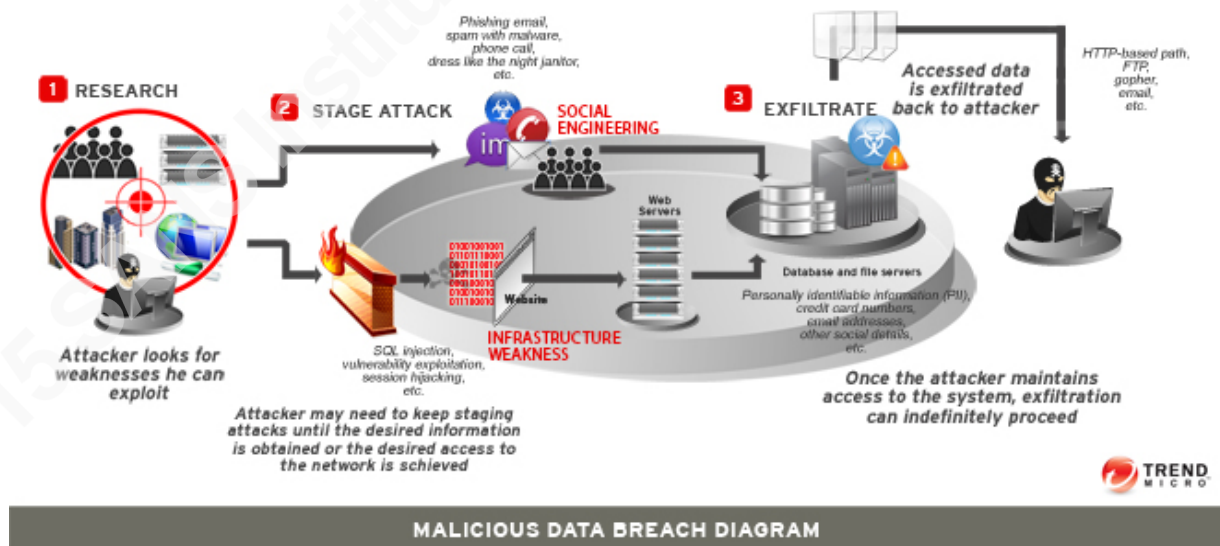 1 RESEARCH
Attacker looks for
weaknesses he can
exploit
2 STAGE ATTACK
Phishing email,
spam with malware,
phone call,
dress like the night janitor,
etc.
im
SOCIAL
ENGINEERING
01001001001
Website
INFRASTRUCTURE
WEAKNESS
SQL injection,
vulnerability exploitation,
session hijacking,
etc.
Attacker may need to keep staging
attacks until the desired information
is obtained or the desired access to
the network is achieved
Web
Servers
3 EXFILTRATE
Accessed data
is exfiltrated
back to attacker
HTTP-based path,
FTP,
gopher,
email,
etc.
Database and file servers
Personally identifiable information (PII),
credit card numbers,
email addresses,
other social details,
etc.
Once the attacker maintains
access to the system, exfiltration
can indefinitely proceed
TREND
MICRO
MALICIOUS DATA BREACH DIAGRAM